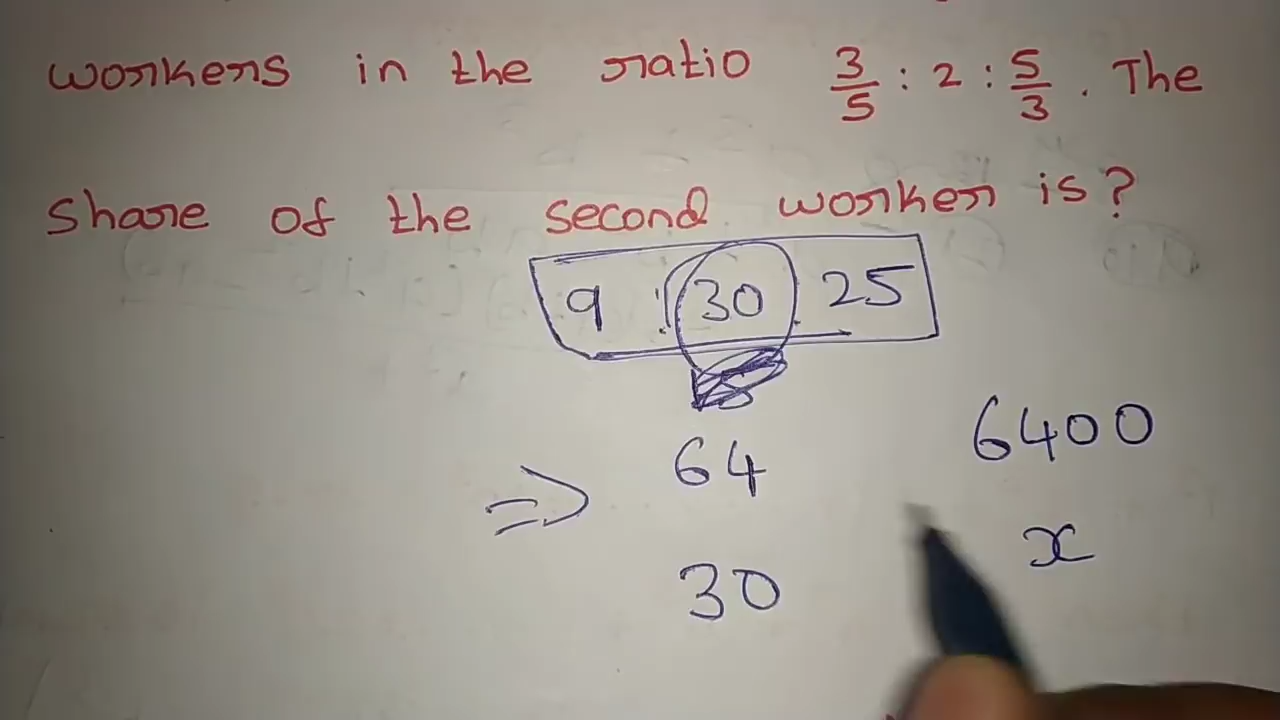 workers in the ratio 3/5 : 2 : 5/3 . The
share of the second worker is?
9 : 30 : 25
64 6400
⇒
30 x